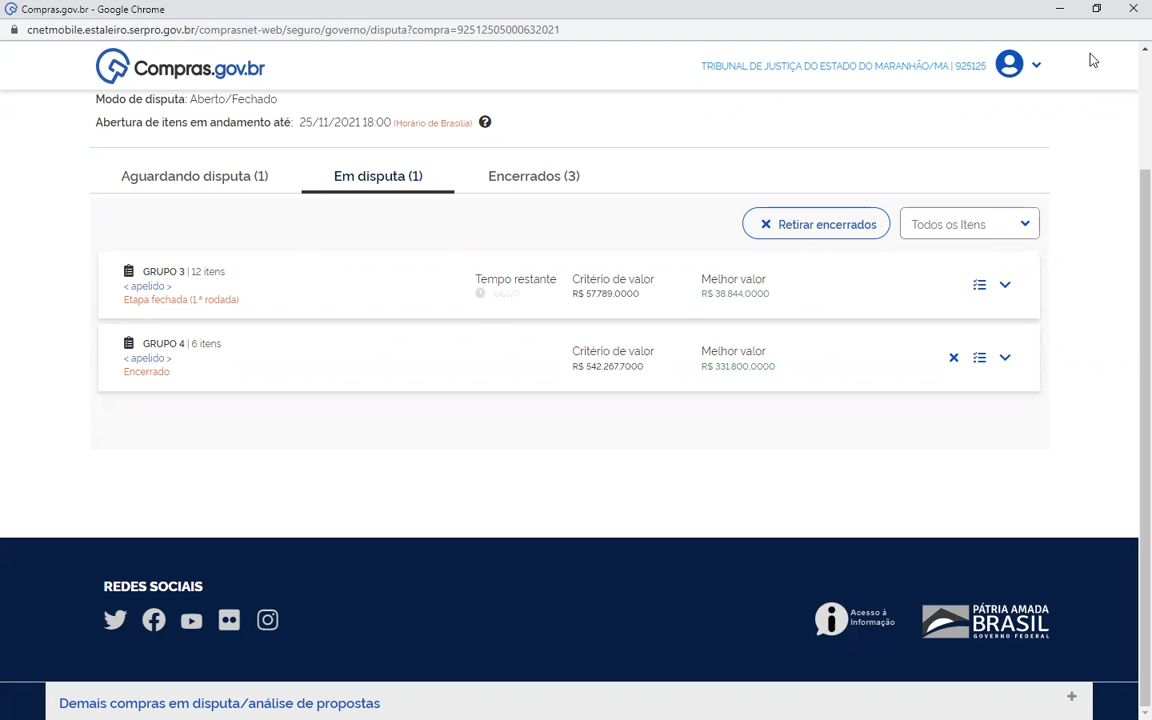 Compras.gov.br - Google Chrome
cnetmobile.estaleiro.serpro.gov.br/comprasnet-web/seguro/governo/disputa?compra=92512505000632021
Compras.gov.br
TRIBUNAL DE JUSTIÇA DO ESTADO DO MARANHÃO/MA | 925125
Modo de disputa: Aberto/Fechado
Abertura de itens em andamento até: 25/11/2021 18:00 (Horário de Brasília)
Aguardando disputa (1) Em disputa (1) Encerrados (3)
Retirar encerrados Todos os Itens
GRUPO 3 | 12 itens
< apelido >
Etapa fechada (1.ª rodada)
Tempo restante
Critério de valor
R$ 57.789,0000
Melhor valor
R$ 38.844,0000
GRUPO 4 | 6 itens
< apelido >
Encerrado
Critério de valor
R$ 542.267,7000
Melhor valor
R$ 331.800,0000
REDES SOCIAIS
Acesso à
Informação
PÁTRIA AMADA
BRASIL
GOVERNO FEDERAL
Demais compras em disputa/análise de propostas